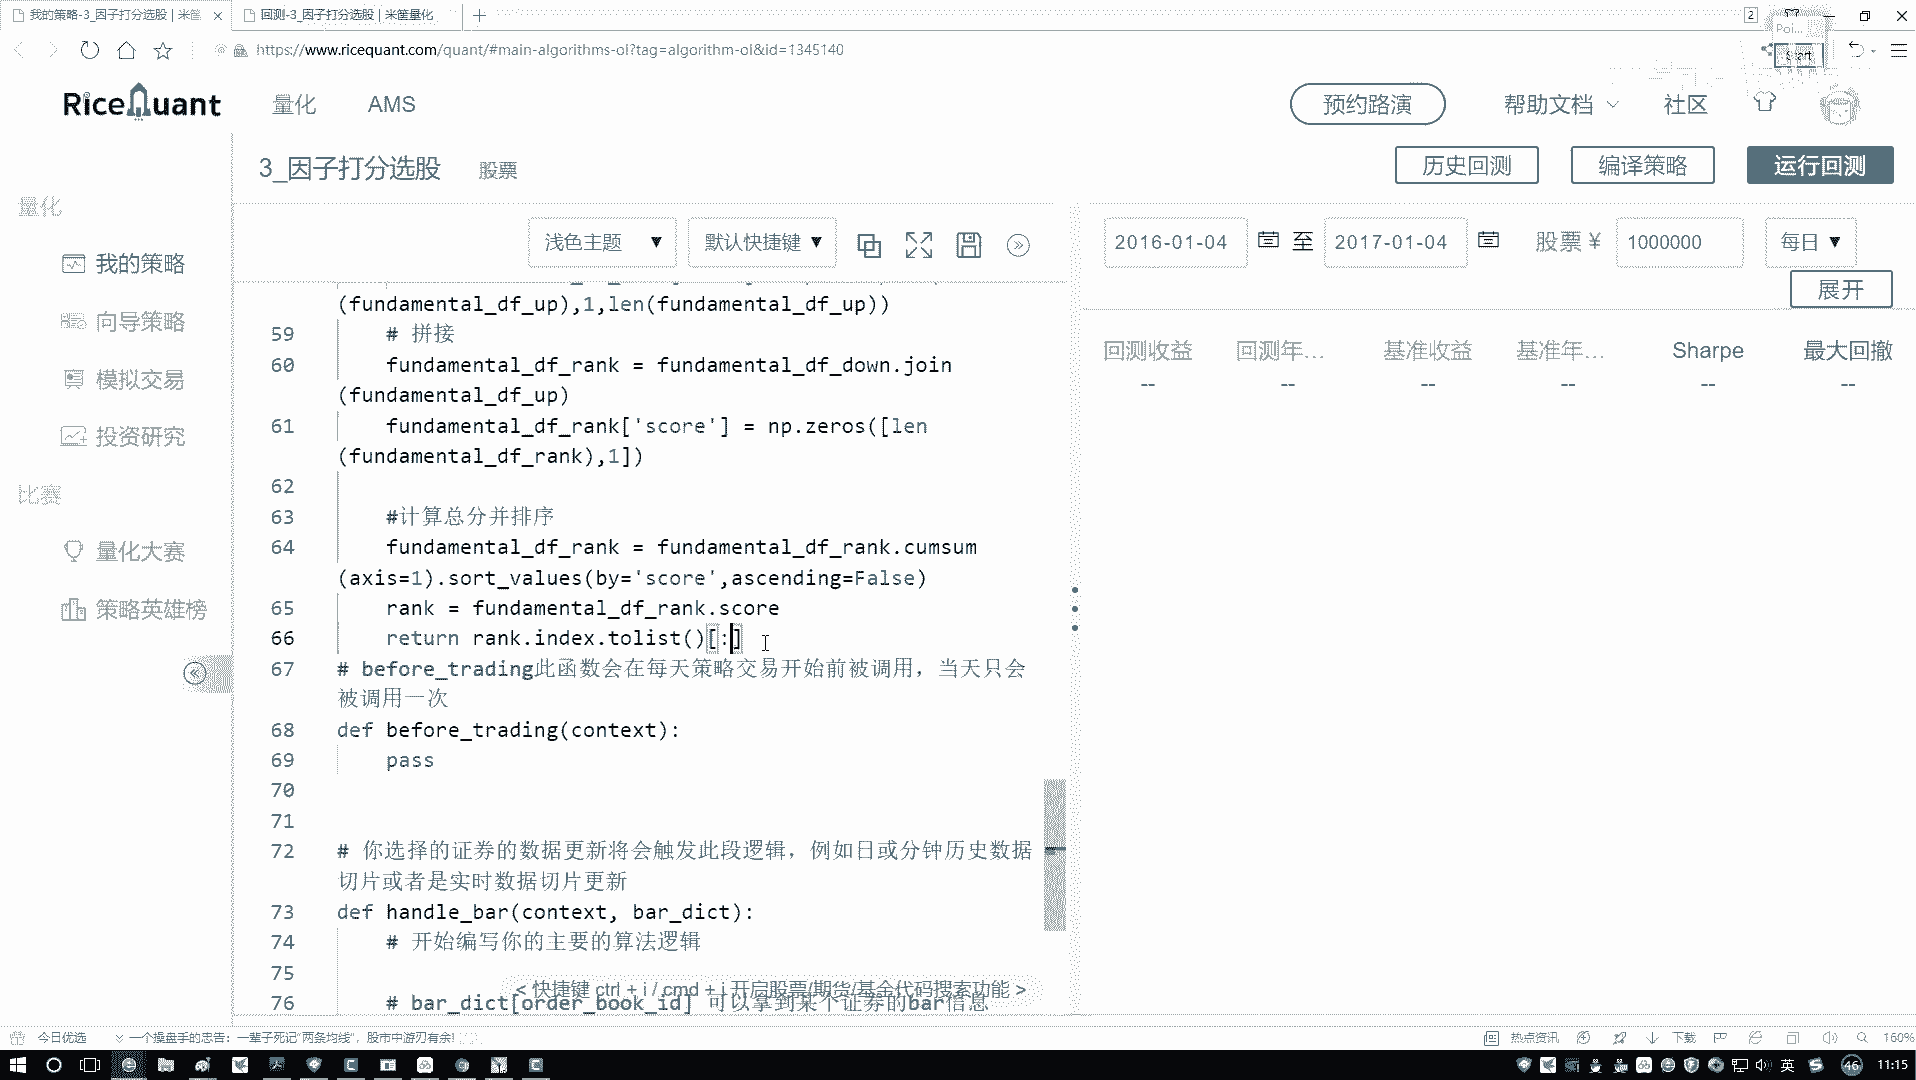 我的策略-3_因子打分选股 | 米筐
回测-3_因子打分选股 | 米筐量化
2
https://www.ricequant.com/quant/#main-algorithms-ol?tag=algorithm-ol&id=1345140
Start
RiceQuant
量化
AMS
预约路演
帮助文档
社区
3_因子打分选股
股票
历史回测
编译策略
运行回测
量化
我的策略
向导策略
模拟交易
投资研究
比赛
量化大赛
策略英雄榜
浅色主题 ▼
默认快捷键 ▼
2016-01-04
至
2017-01-04
股票 ¥
1000000
每日 ▼
展开
回测收益
回测年...
基准收益
基准年...
Sharpe
最大回撤
--
--
--
--
--
--
(fundamental_df_up),1,len(fundamental_df_up))
59 # 拼接
60 fundamental_df_rank = fundamental_df_down.join
(fundamental_df_up)
61 fundamental_df_rank['score'] = np.zeros([len
(fundamental_df_rank),1])
62
63 #计算总分并排序
64 fundamental_df_rank = fundamental_df_rank.cumsum
(axis=1).sort_values(by='score',ascending=False)
65 rank = fundamental_df_rank.score
66 return rank.index.tolist()[:]
67 # before_trading此函数会在每天策略交易开始前被调用，当天只会
被调用一次
68 def before_trading(context):
69 pass
70
71
72 # 你选择的证券的数据更新将会触发此段逻辑，例如日或分钟历史数据
切片或者是实时数据切片更新
73 def handle_bar(context, bar_dict):
74 # 开始编写你的主要的算法逻辑
75
< 快捷键 ctrl + i / cmd + i 开启股票/期货/基金代码搜索功能 >
76 # bar_dict[order_book_id] 可以拿到某个证券的bar信息
今日优选
一个操盘手的忠告：一辈子死记“两条均线”，股市中游刃有余!
热点资讯
下载
160%
英
46
11:15